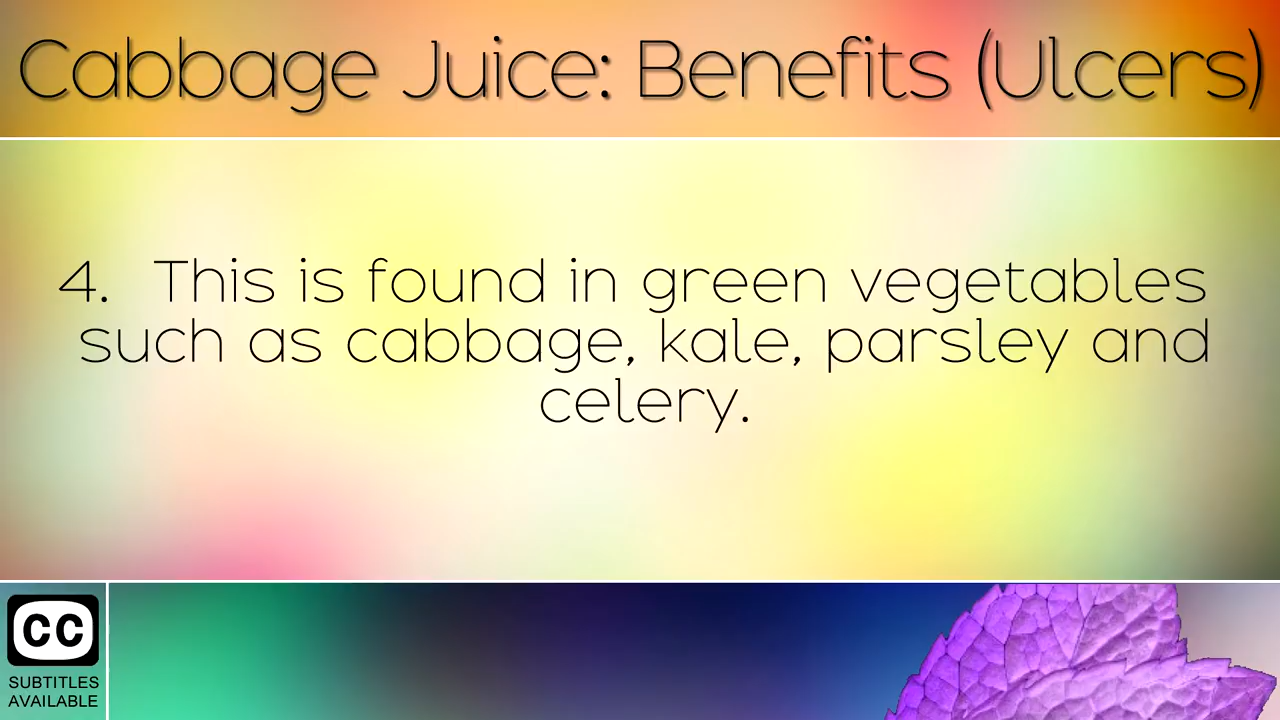 Cabbage Juice: Benefits (Ulcers)
4. This is found in green vegetables
such as cabbage, kale, parsley and
celery.
CC
SUBTITLES
AVAILABLE